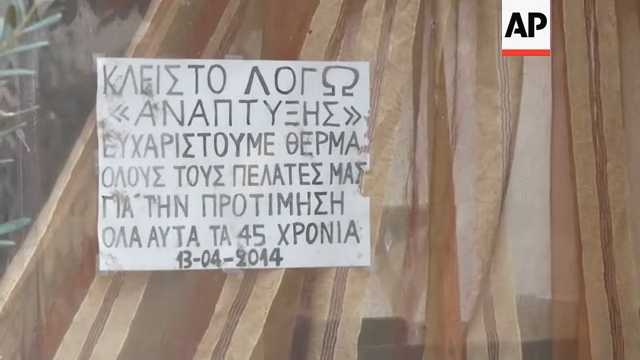 AP
ΚΛΕΙΣΤΟ ΛΟΓΩ
«ΑΝΑΠΤΥΞΗΣ»
ΕΥΧΑΡΙΣΤΟΥΜΕ ΘΕΡΜΑ
ΟΛΟΥΣ ΤΟΥΣ ΠΕΛΑΤΕΣ ΜΑΣ
ΓΙΑ ΤΗΝ ΠΡΟΤΙΜΗΣΗ
ΟΛΑ ΑΥΤΑ ΤΑ 45 ΧΡΟΝΙΑ
13-04-2014